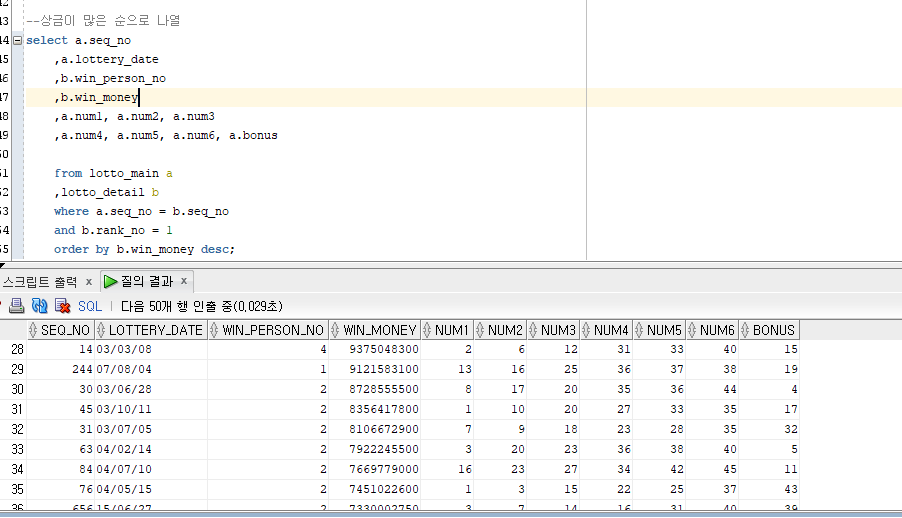 42
43 --상금이 많은 순으로 나열
44 select a.seq_no
45 ,a.lottery_date
46 ,b.win_person_no
47 ,b.win_money
48 ,a.num1, a.num2, a.num3
49 ,a.num4, a.num5, a.num6, a.bonus
50
51 from lotto_main a
52 ,lotto_detail b
53 where a.seq_no = b.seq_no
54 and b.rank_no = 1
55 order by b.win_money desc;
스크립트 출력 x 질의 결과 x
SQL | 다음 50개 행 인출 중(0,029초)
SEQ_NO LOTTERY_DATE WIN_PERSON_NO WIN_MONEY NUM1 NUM2 NUM3 NUM4 NUM5 NUM6 BONUS
28 14 03/03/08 4 9375048300 2 6 12 31 33 40 15
29 244 07/08/04 1 9121583100 13 16 25 36 37 38 19
30 30 03/06/28 2 8728555500 8 17 20 35 36 44 4
31 45 03/10/11 2 8356417800 1 10 20 27 33 35 17
32 31 03/07/05 2 8106672900 7 9 18 23 28 35 32
33 63 04/02/14 2 7922245500 3 20 23 36 38 40 5
34 84 04/07/10 2 7669779000 16 23 27 34 42 45 11
35 76 04/05/15 2 7451022600 1 3 15 22 25 37 43
36 656 15/06/27 2 7330002750 3 7 14 16 31 40 39